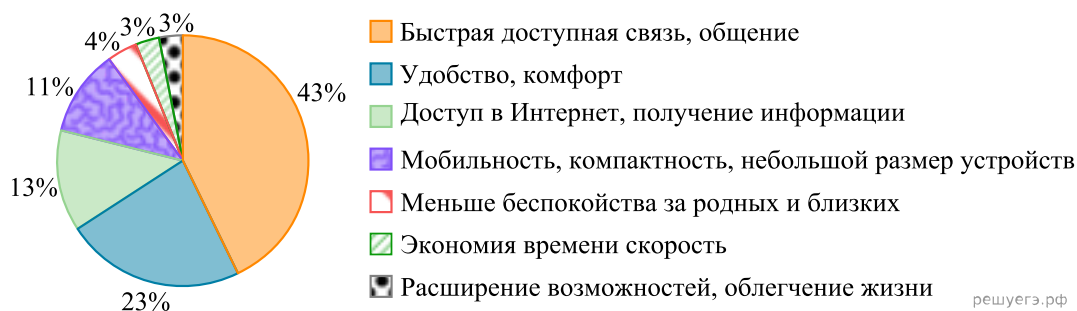 3% 3%
4%
11%
43%
13%
23%
Быстрая доступная связь, общение
Удобство, комфорт
Доступ в Интернет, получение информации
Мобильность, компактность, небольшой размер устройств
Меньше беспокойства за родных и близких
Экономия времени скорость
Расширение возможностей, облегчение жизни
решуегэ.рф